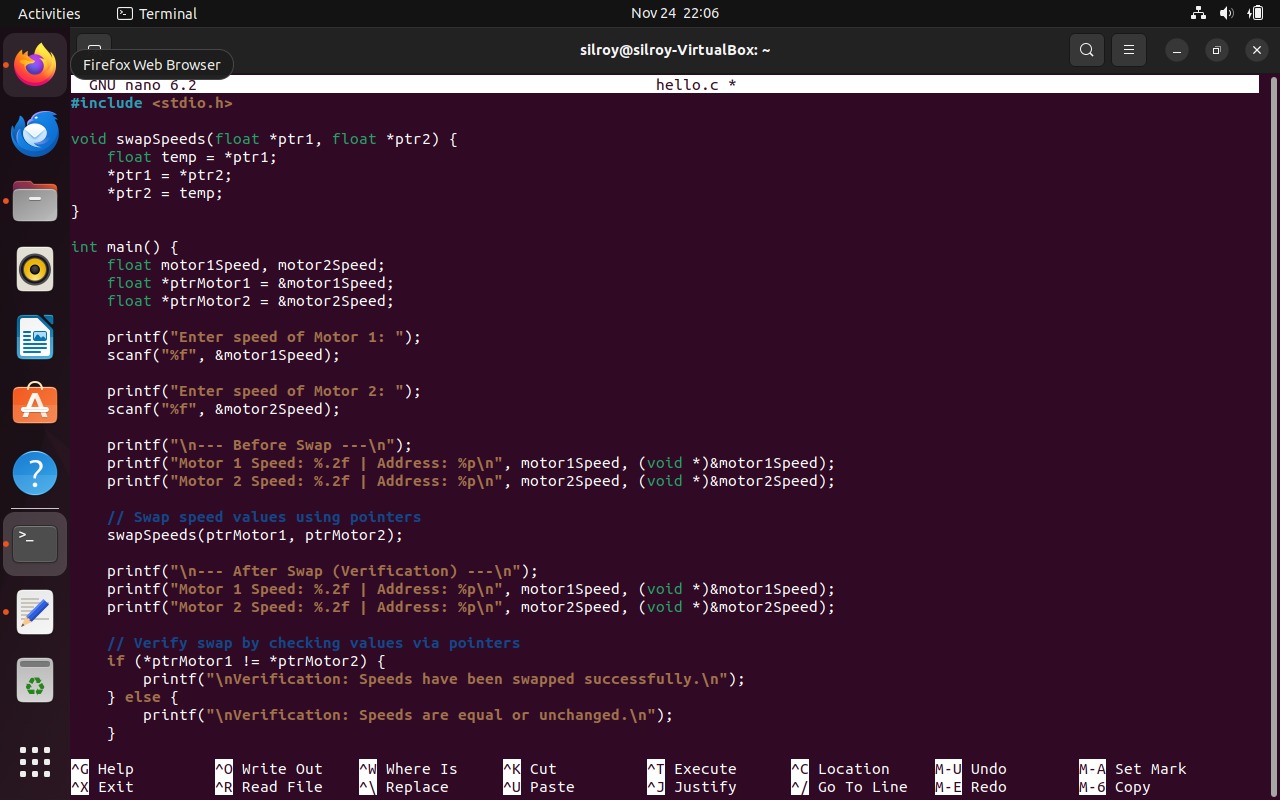 Activities Terminal Nov 24 22:06
silroy@silroy-VirtualBox: ~
Firefox Web Browser
GNU nano 6.2 hello.c *
#include <stdio.h>

void swapSpeeds(float *ptr1, float *ptr2) {
    float temp = *ptr1;
    *ptr1 = *ptr2;
    *ptr2 = temp;
}

int main() {
    float motor1Speed, motor2Speed;
    float *ptrMotor1 = &motor1Speed;
    float *ptrMotor2 = &motor2Speed;

    printf("Enter speed of Motor 1: ");
    scanf("%f", &motor1Speed);

    printf("Enter speed of Motor 2: ");
    scanf("%f", &motor2Speed);

    printf("\n--- Before Swap ---\n");
    printf("Motor 1 Speed: %.2f | Address: %p\n", motor1Speed, (void *)&motor1Speed);
    printf("Motor 2 Speed: %.2f | Address: %p\n", motor2Speed, (void *)&motor2Speed);

    // Swap speed values using pointers
    swapSpeeds(ptrMotor1, ptrMotor2);

    printf("\n--- After Swap (Verification) ---\n");
    printf("Motor 1 Speed: %.2f | Address: %p\n", motor1Speed, (void *)&motor1Speed);
    printf("Motor 2 Speed: %.2f | Address: %p\n", motor2Speed, (void *)&motor2Speed);

    // Verify swap by checking values via pointers
    if (*ptrMotor1 != *ptrMotor2) {
        printf("\nVerification: Speeds have been swapped successfully.\n");
    } else {
        printf("\nVerification: Speeds are equal or unchanged.\n");
    }

^G Help ^O Write Out ^W Where Is ^K Cut ^T Execute ^C Location M-U Undo M-A Set Mark
^X Exit ^R Read File ^\ Replace ^U Paste ^J Justify ^/ Go To Line M-E Redo M-6 Copy